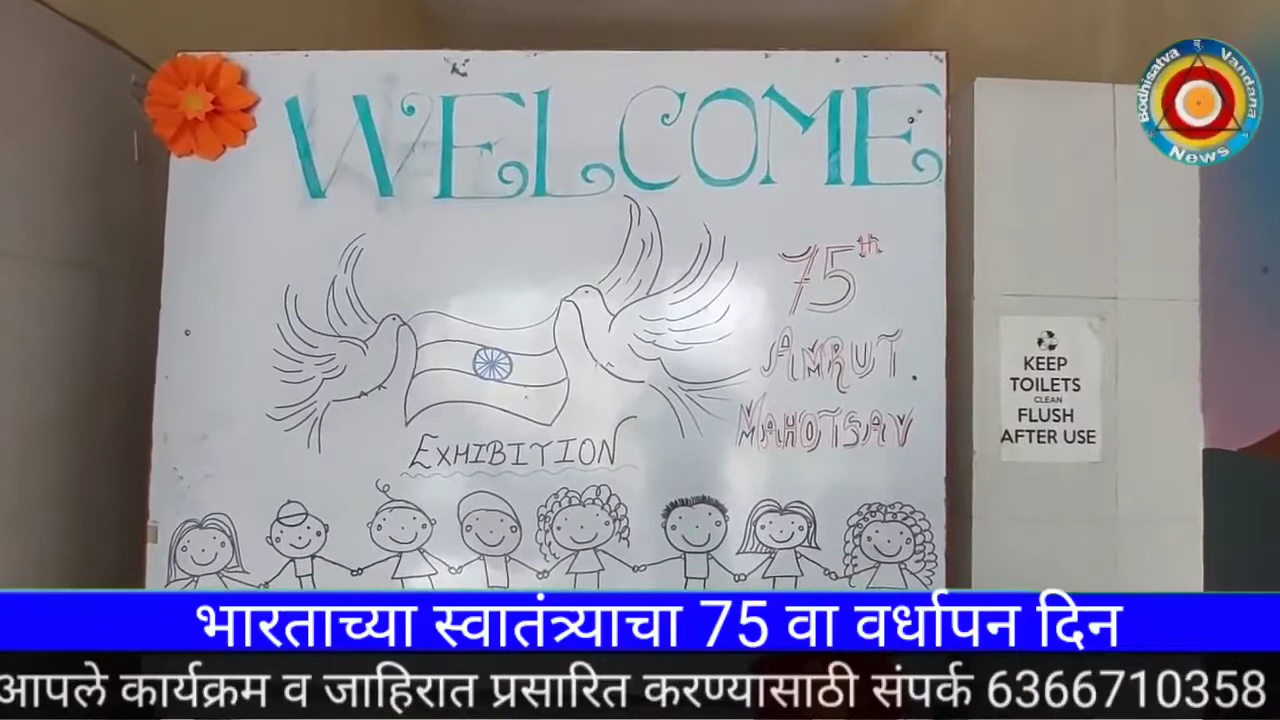 WELCOME
75th
AMRUT
MAHOTSAV
EXHIBITION
KEEP
TOILETS
CLEAN
FLUSH
AFTER USE
Bodhisatva Vandana
News
भारताच्या स्वातंत्र्याचा 75 वा वर्धापन दिन
आपले कार्यक्रम व जाहिरात प्रसारित करण्यासाठी संपर्क 6366710358